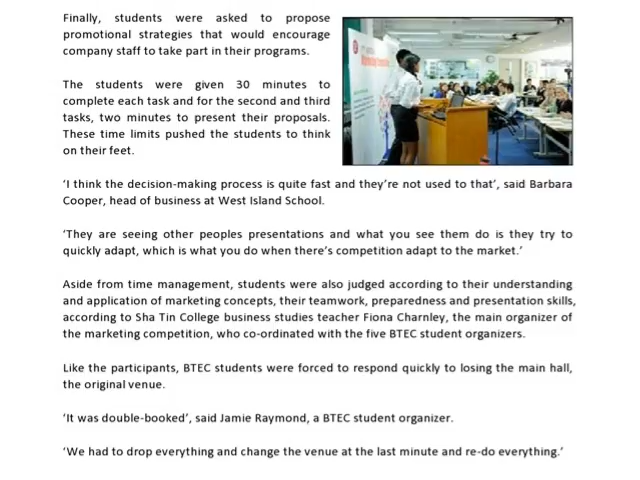 Finally, students were asked to propose
promotional strategies that would encourage
company staff to take part in their programs.
The students were given 30 minutes to
complete each task and for the second and third
tasks, two minutes to present their proposals.
These time limits pushed the students to think
on their feet.
‘I think the decision-making process is quite fast and they’re not used to that’, said Barbara
Cooper, head of business at West Island School.
‘They are seeing other peoples presentations and what you see them do is they try to
quickly adapt, which is what you do when there’s competition adapt to the market.’
Aside from time management, students were also judged according to their understanding
and application of marketing concepts, their teamwork, preparedness and presentation skills,
according to Sha Tin College business studies teacher Fiona Charnley, the main organizer of
the marketing competition, who co-ordinated with the five BTEC student organizers.
Like the participants, BTEC students were forced to respond quickly to losing the main hall,
the original venue.
‘It was double-booked’, said Jamie Raymond, a BTEC student organizer.
‘We had to drop everything and change the venue at the last minute and re-do everything.’